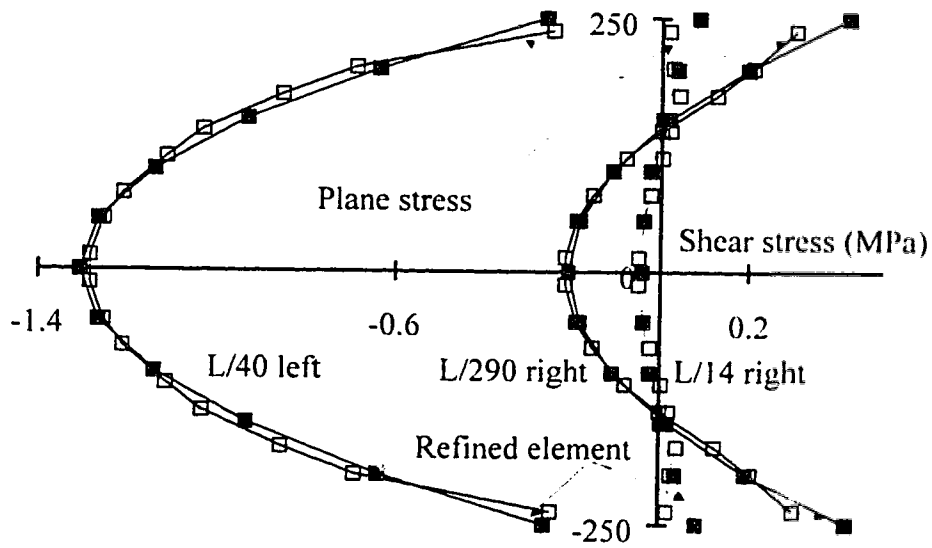 250
Plane stress
Shear stress (MPa)
0
-1.4
-0.6
0.2
L/40 left
L/290 right
L/14 right
Refined element
-250